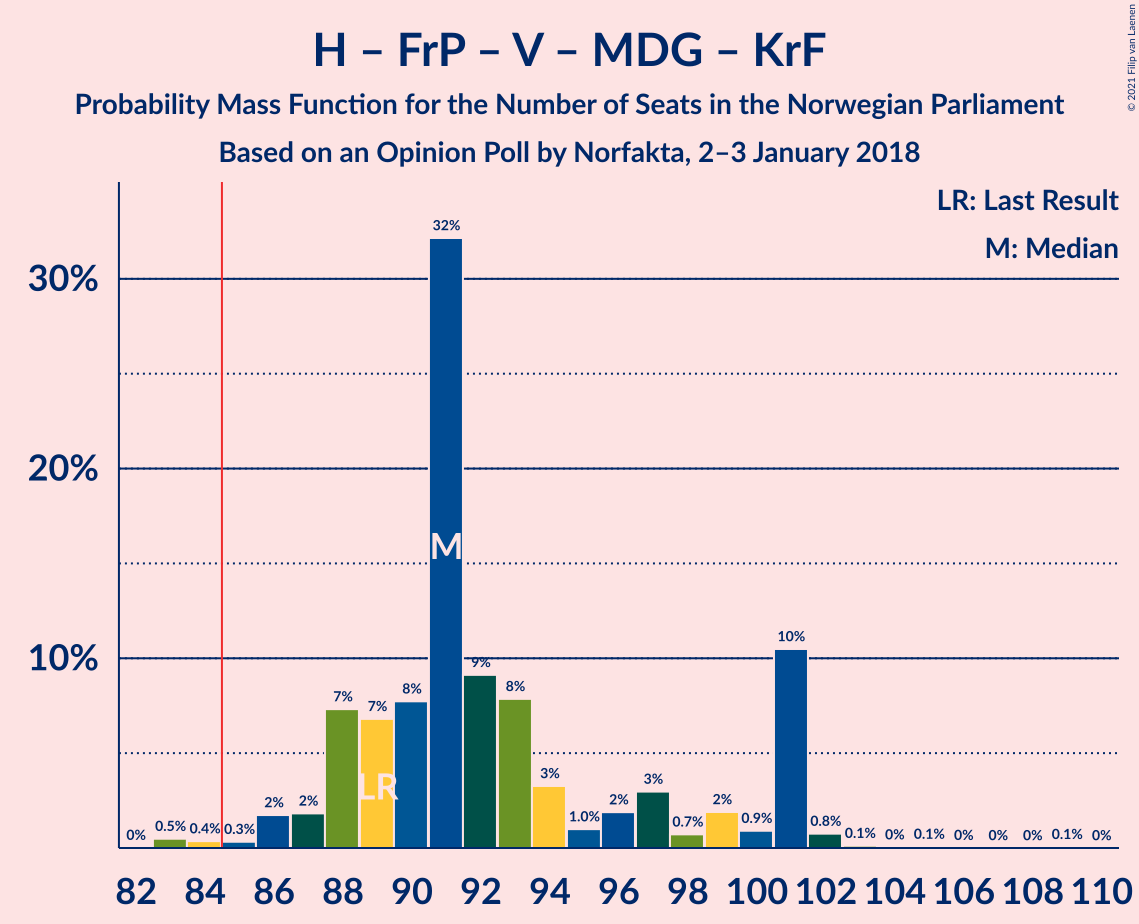 H – FrP – V – MDG – KrF
Probability Mass Function for the Number of Seats in the Norwegian Parliament
Based on an Opinion Poll by Norfakta, 2–3 January 2018
© 2021 Filip van Laenen
LR: Last Result
M: Median
30%
20%
10%
0% 0.5% 0.4% 0.3% 2% 2% 7% 7% 8% 32% 9% 8% 3% 1.0% 2% 3% 0.7% 2% 0.9% 10% 0.8% 0.1% 0% 0.1% 0% 0% 0% 0.1% 0%
M
LR
82 84 86 88 90 92 94 96 98 100 102 104 106 108 110